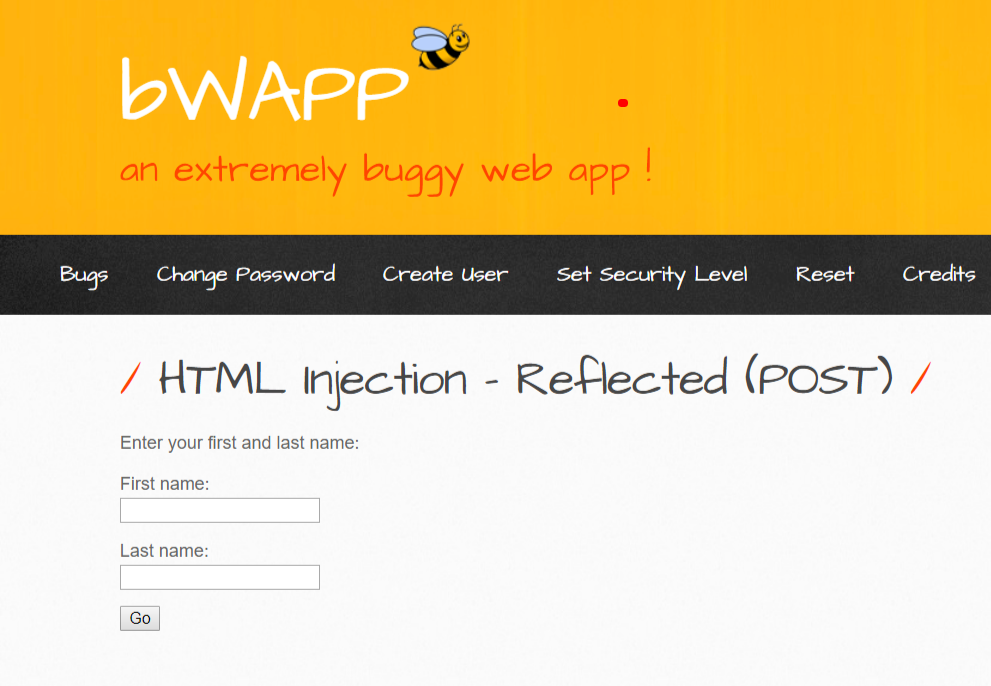 bWAPP
an extremely buggy web app !
Bugs Change Password Create User Set Security Level Reset Credits
/ HTML Injection - Reflected (POST) /
Enter your first and last name:
First name:
Last name:
Go